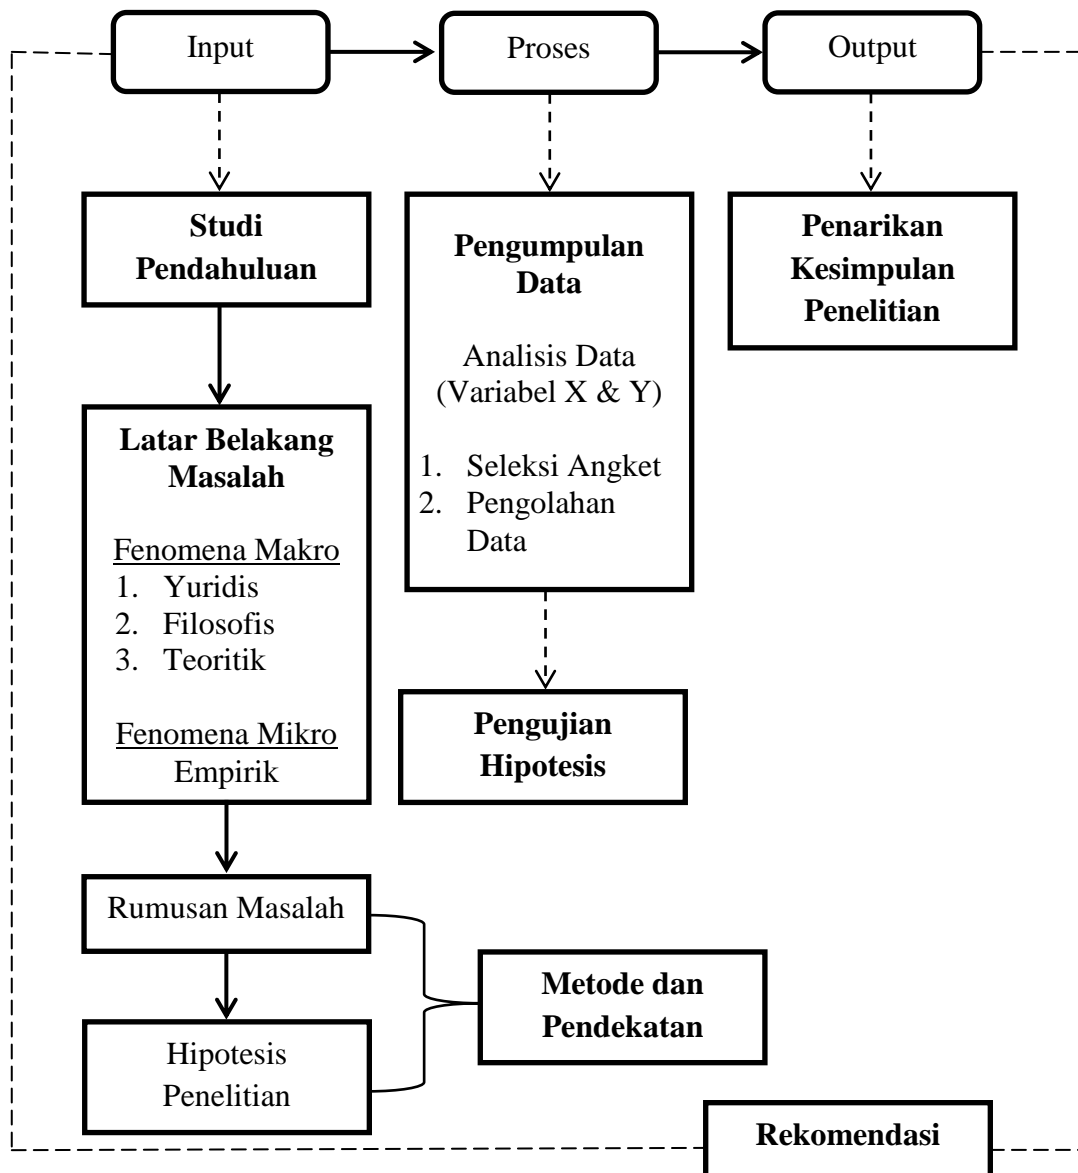 Input
Proses
Output
Studi
Pendahuluan
Latar Belakang
Masalah
Fenomena Makro
1. Yuridis
2. Filosofis
3. Teoritik
Fenomena Mikro
Empirik
Rumusan Masalah
Hipotesis
Penelitian
Pengumpulan
Data
Analisis Data
(Variabel X & Y)
1. Seleksi Angket
2. Pengolahan
Data
Pengujian
Hipotesis
Metode dan
Pendekatan
Penarikan
Kesimpulan
Penelitian
Rekomendasi